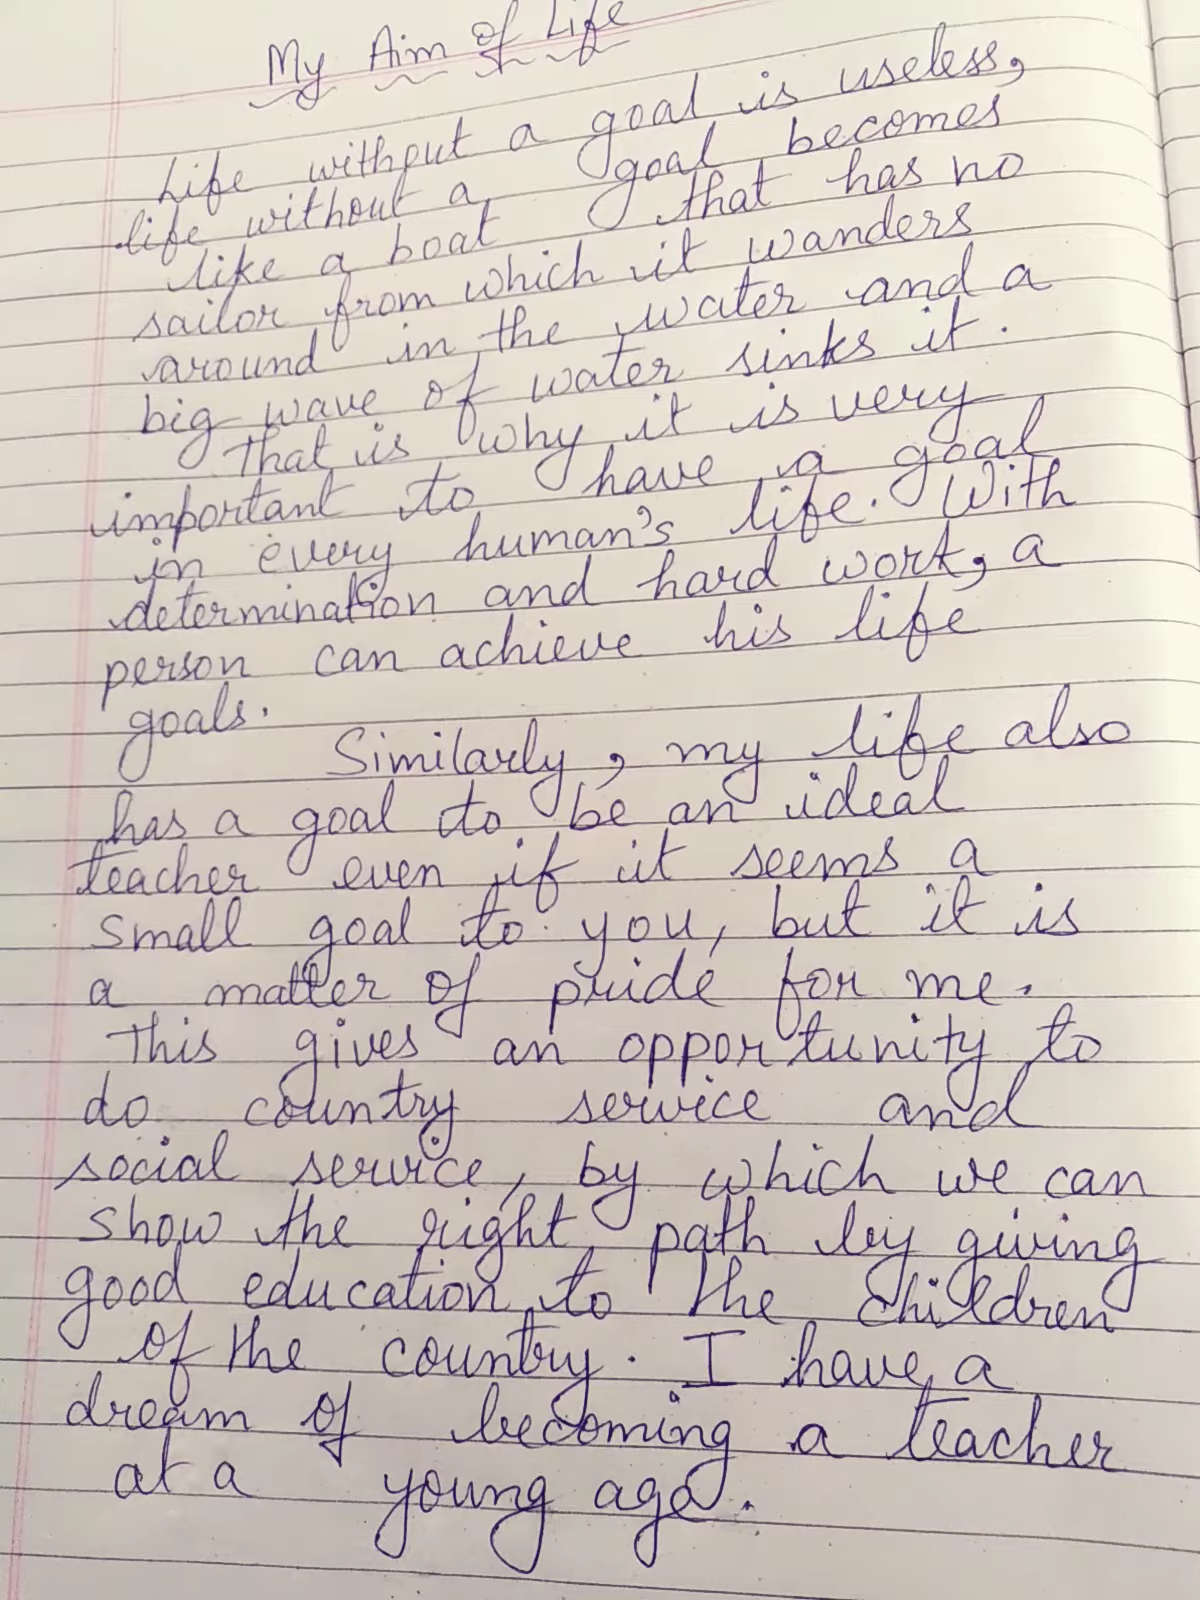 My Aim of Life
Life without a goal is useless,
life without a goal becomes
like a boat that has no
sailor from which it wanders
around in the water and a
big wave of water sinks it.
That is why it is very
important to have a goal
in every human's life. With
determination and hard work, a
person can achieve his life
goals.
Similarly, my life also
has a goal to be an ideal
teacher even if it seems a
small goal to you, but it is
a matter of pride for me.
This gives an opportunity to
do country service and
social service, by which we can
show the right path by giving
good education to the children
of the country. I have a
dream of becoming a teacher
at a young age.